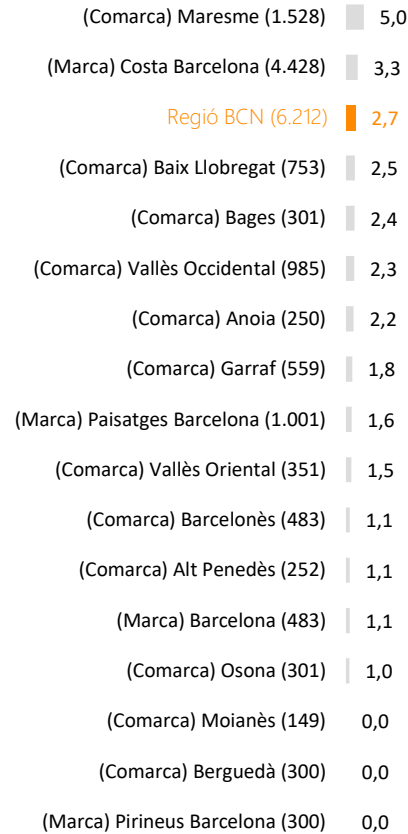 (Comarca) Maresme (1.528) 5,0
(Marca) Costa Barcelona (4.428) 3,3
Regió BCN (6.212) 2,7
(Comarca) Baix Llobregat (753) 2,5
(Comarca) Bages (301) 2,4
(Comarca) Vallès Occidental (985) 2,3
(Comarca) Anoia (250) 2,2
(Comarca) Garraf (559) 1,8
(Marca) Paisatges Barcelona (1.001) 1,6
(Comarca) Vallès Oriental (351) 1,5
(Comarca) Barcelonès (483) 1,1
(Comarca) Alt Penedès (252) 1,1
(Marca) Barcelona (483) 1,1
(Comarca) Osona (301) 1,0
(Comarca) Moianès (149) 0,0
(Comarca) Berguedà (300) 0,0
(Marca) Pirineus Barcelona (300) 0,0